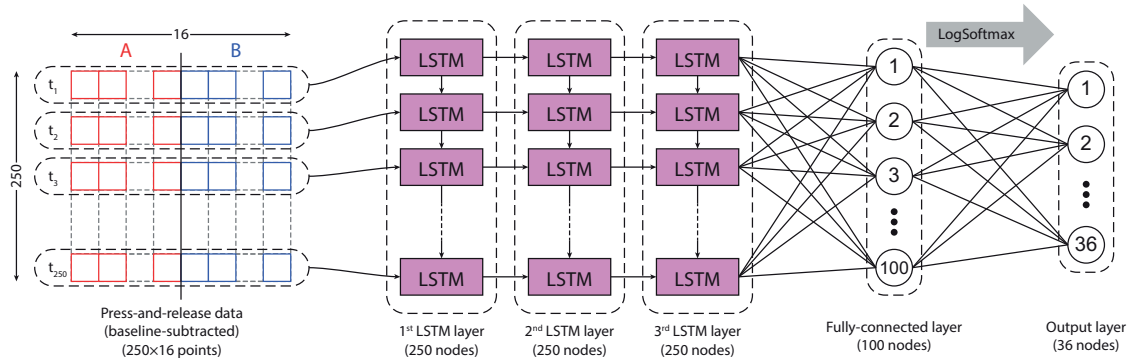 16
A
B
LogSoftmax
250
t1
t2
t3
t250
LSTM LSTM LSTM
LSTM LSTM LSTM
LSTM LSTM LSTM
LSTM LSTM LSTM
1
2
3
100
1
2
36
Press-and-release data
(baseline-subtracted)
(250×16 points)
1st LSTM layer
(250 nodes)
2nd LSTM layer
(250 nodes)
3rd LSTM layer
(250 nodes)
Fully-connected layer
(100 nodes)
Output layer
(36 nodes)